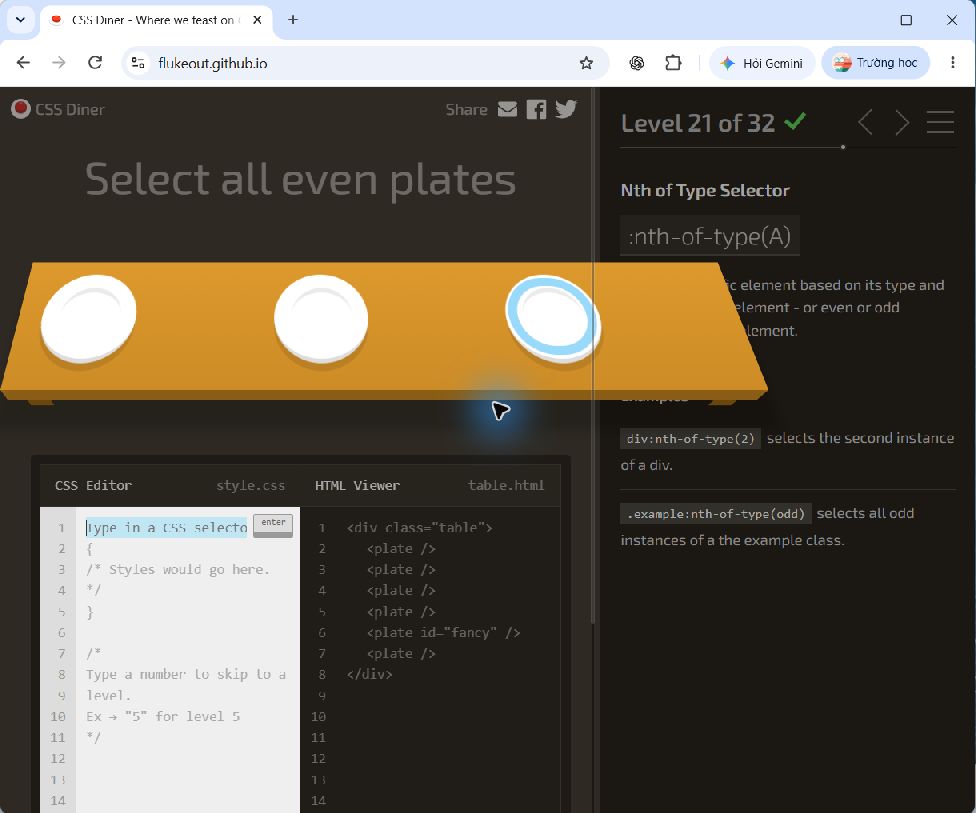 CSS Diner - Where we feast on
flukeout.github.io
Hỏi Gemini
Trường học
CSS Diner
Share
Select all even plates
CSS Editor
style.css
HTML Viewer
table.html
1 Type in a CSS selecto
enter
2 {
3 /* Styles would go here.
4 */
5 }
6
7 /*
8 Type a number to skip to a
9 level.
10 Ex → "5" for level 5
11 */
12
13
14
1 <div class="table">
2 <plate />
3 <plate />
4 <plate />
5 <plate />
6 <plate id="fancy" />
7 <plate />
8 </div>
9
10
11
12
13
14
Level 21 of 32
Nth of Type Selector
:nth-of-type(A)
element based on its type and
element - or even or odd
div:nth-of-type(2) selects the second instance
of a div.
.example:nth-of-type(odd) selects all odd
instances of a the example class.